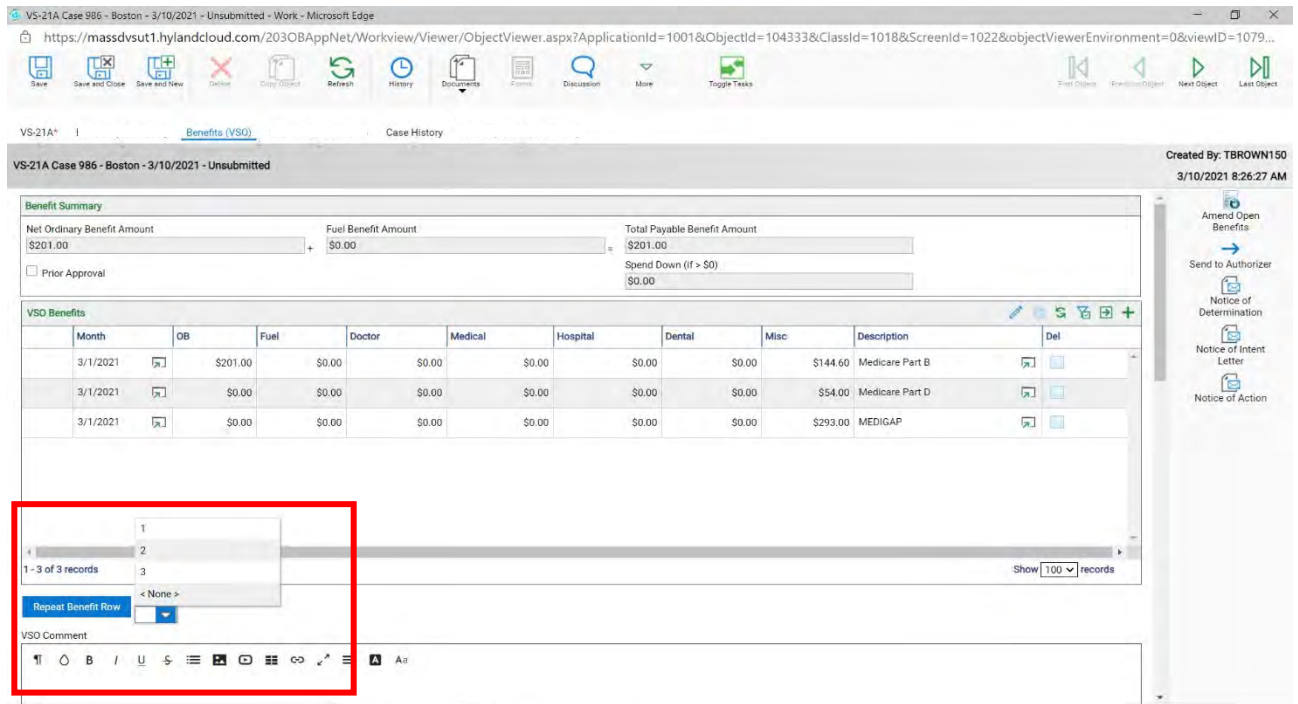 VS-21A Case 986 - Boston - 3/10/2021 - Unsubmitted - Work - Microsoft Edge
https://massdvsut1.hylandcloud.com/203OBAppNet/Workview/Viewer/ObjectViewer.aspx?ApplicationId=1001&ObjectId=104333&ClassId=1018&ScreenId=1022&objectViewerEnvironment=0&viewID=1079...
Save Save and Close Save and New Delete Copy Object Refresh History Documents Forms Discussion More Toggle Tasks First Object Previous Object Next Object Last Object
VS-21A* Benefits (VSO) Case History
VS-21A Case 986 - Boston - 3/10/2021 - Unsubmitted
Created By: TBROWN150
3/10/2021 8:26:27 AM
Benefit Summary
Net Ordinary Benefit Amount Fuel Benefit Amount Total Payable Benefit Amount
$201.00 + $0.00 = $201.00
Prior Approval
Spend Down (if > $0)
$0.00
VSO Benefits
Month OB Fuel Doctor Medical Hospital Dental Misc Description Del
3/1/2021 $201.00 $0.00 $0.00 $0.00 $0.00 $0.00 $144.60 Medicare Part B
3/1/2021 $0.00 $0.00 $0.00 $0.00 $0.00 $0.00 $54.00 Medicare Part D
3/1/2021 $0.00 $0.00 $0.00 $0.00 $0.00 $0.00 $293.00 MEDIGAP
1
2
3
< None >
1 - 3 of 3 records
Show 100 records
Repeat Benefit Row
VSO Comment
B I U S A Aa
Amend Open
Benefits
Send to Authorizer
Notice of
Determination
Notice of Intent
Letter
Notice of Action